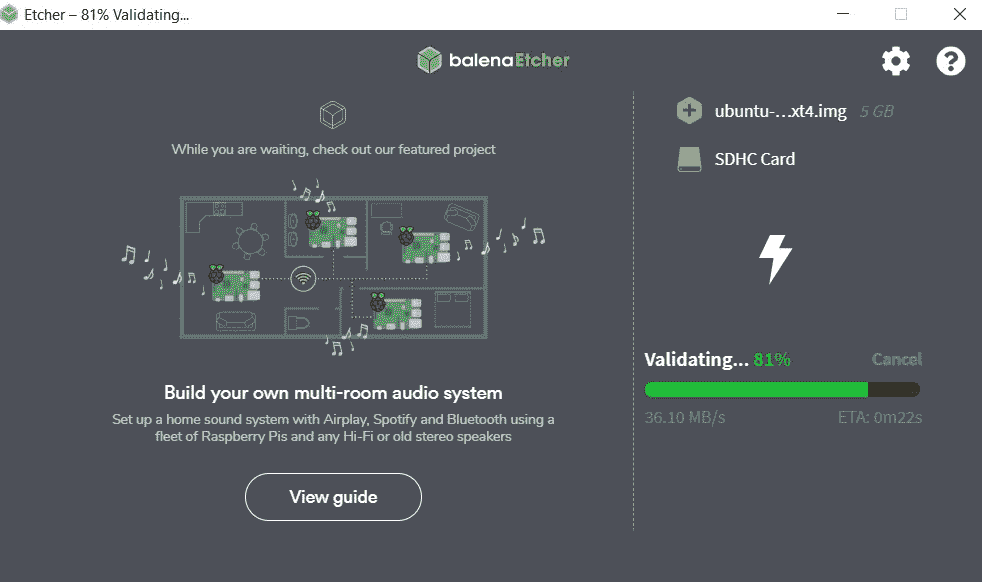 Etcher – 81% Validating...
balenaEtcher
While you are waiting, check out our featured project
Build your own multi-room audio system
Set up a home sound system with Airplay, Spotify and Bluetooth using a
fleet of Raspberry Pis and any Hi-Fi or old stereo speakers
View guide
ubuntu-...xt4.img 5 GB
SDHC Card
Validating... 81% Cancel
36.10 MB/s ETA: 0m22s